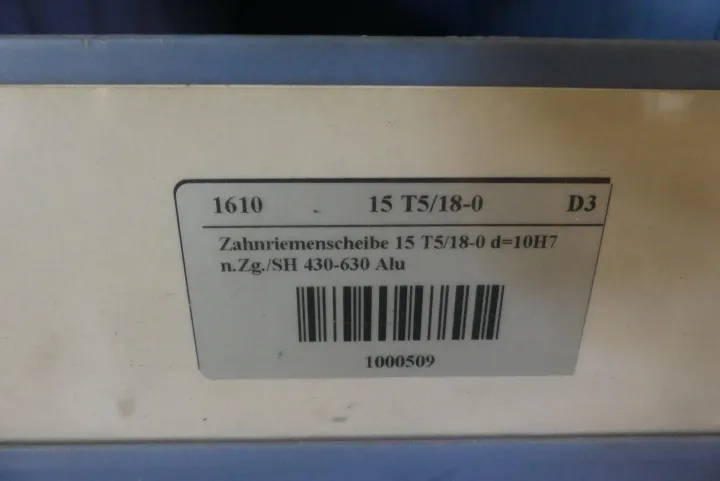 1610 15 T5/18-0 D3
Zahnriemenscheibe 15 T5/18-0 d=10H7
n.Zg./SH 430-630 Alu
1000509